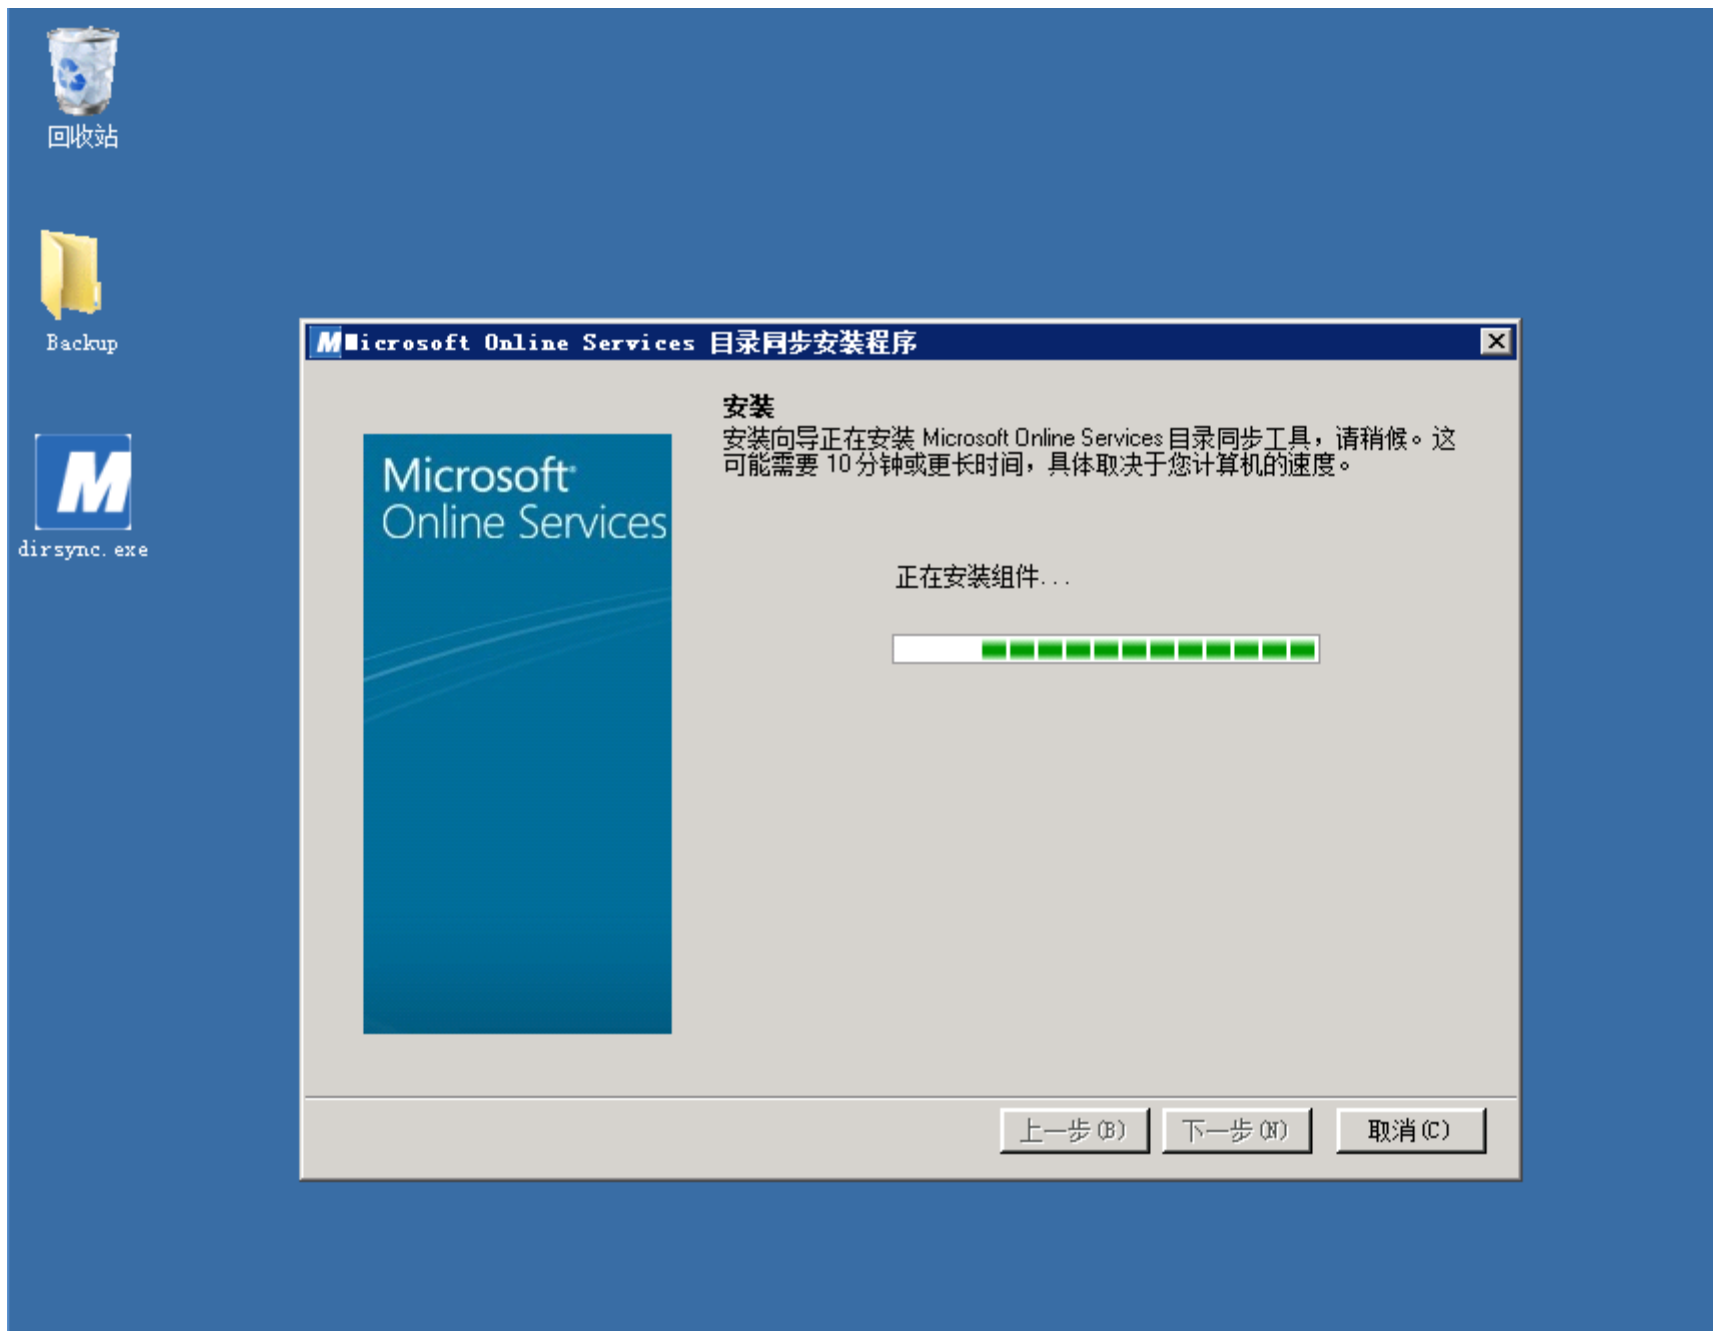 回收站
Backup
dirsync.exe
Microsoft Online Services 目录同步安装程序
Microsoft
Online Services
安装
安装向导正在安装 Microsoft Online Services 目录同步工具，请稍候。这
可能需要 10 分钟或更长时间，具体取决于您计算机的速度。
正在安装组件...
上一步(B)
下一步(N)
取消(C)